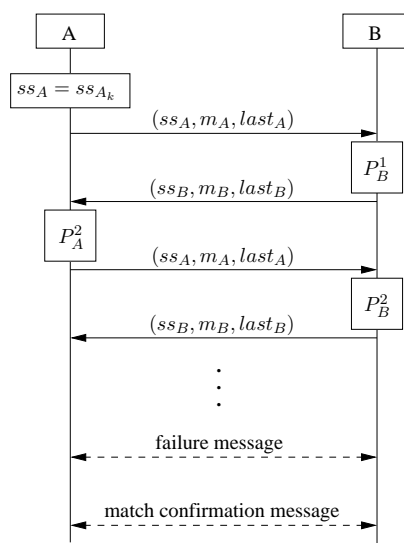 A B
ss_A = ss_{A_k}
(ss_A, m_A, last_A)
P_B^1
(ss_B, m_B, last_B)
P_A^2
(ss_A, m_A, last_A)
P_B^2
(ss_B, m_B, last_B)
failure message
match confirmation message